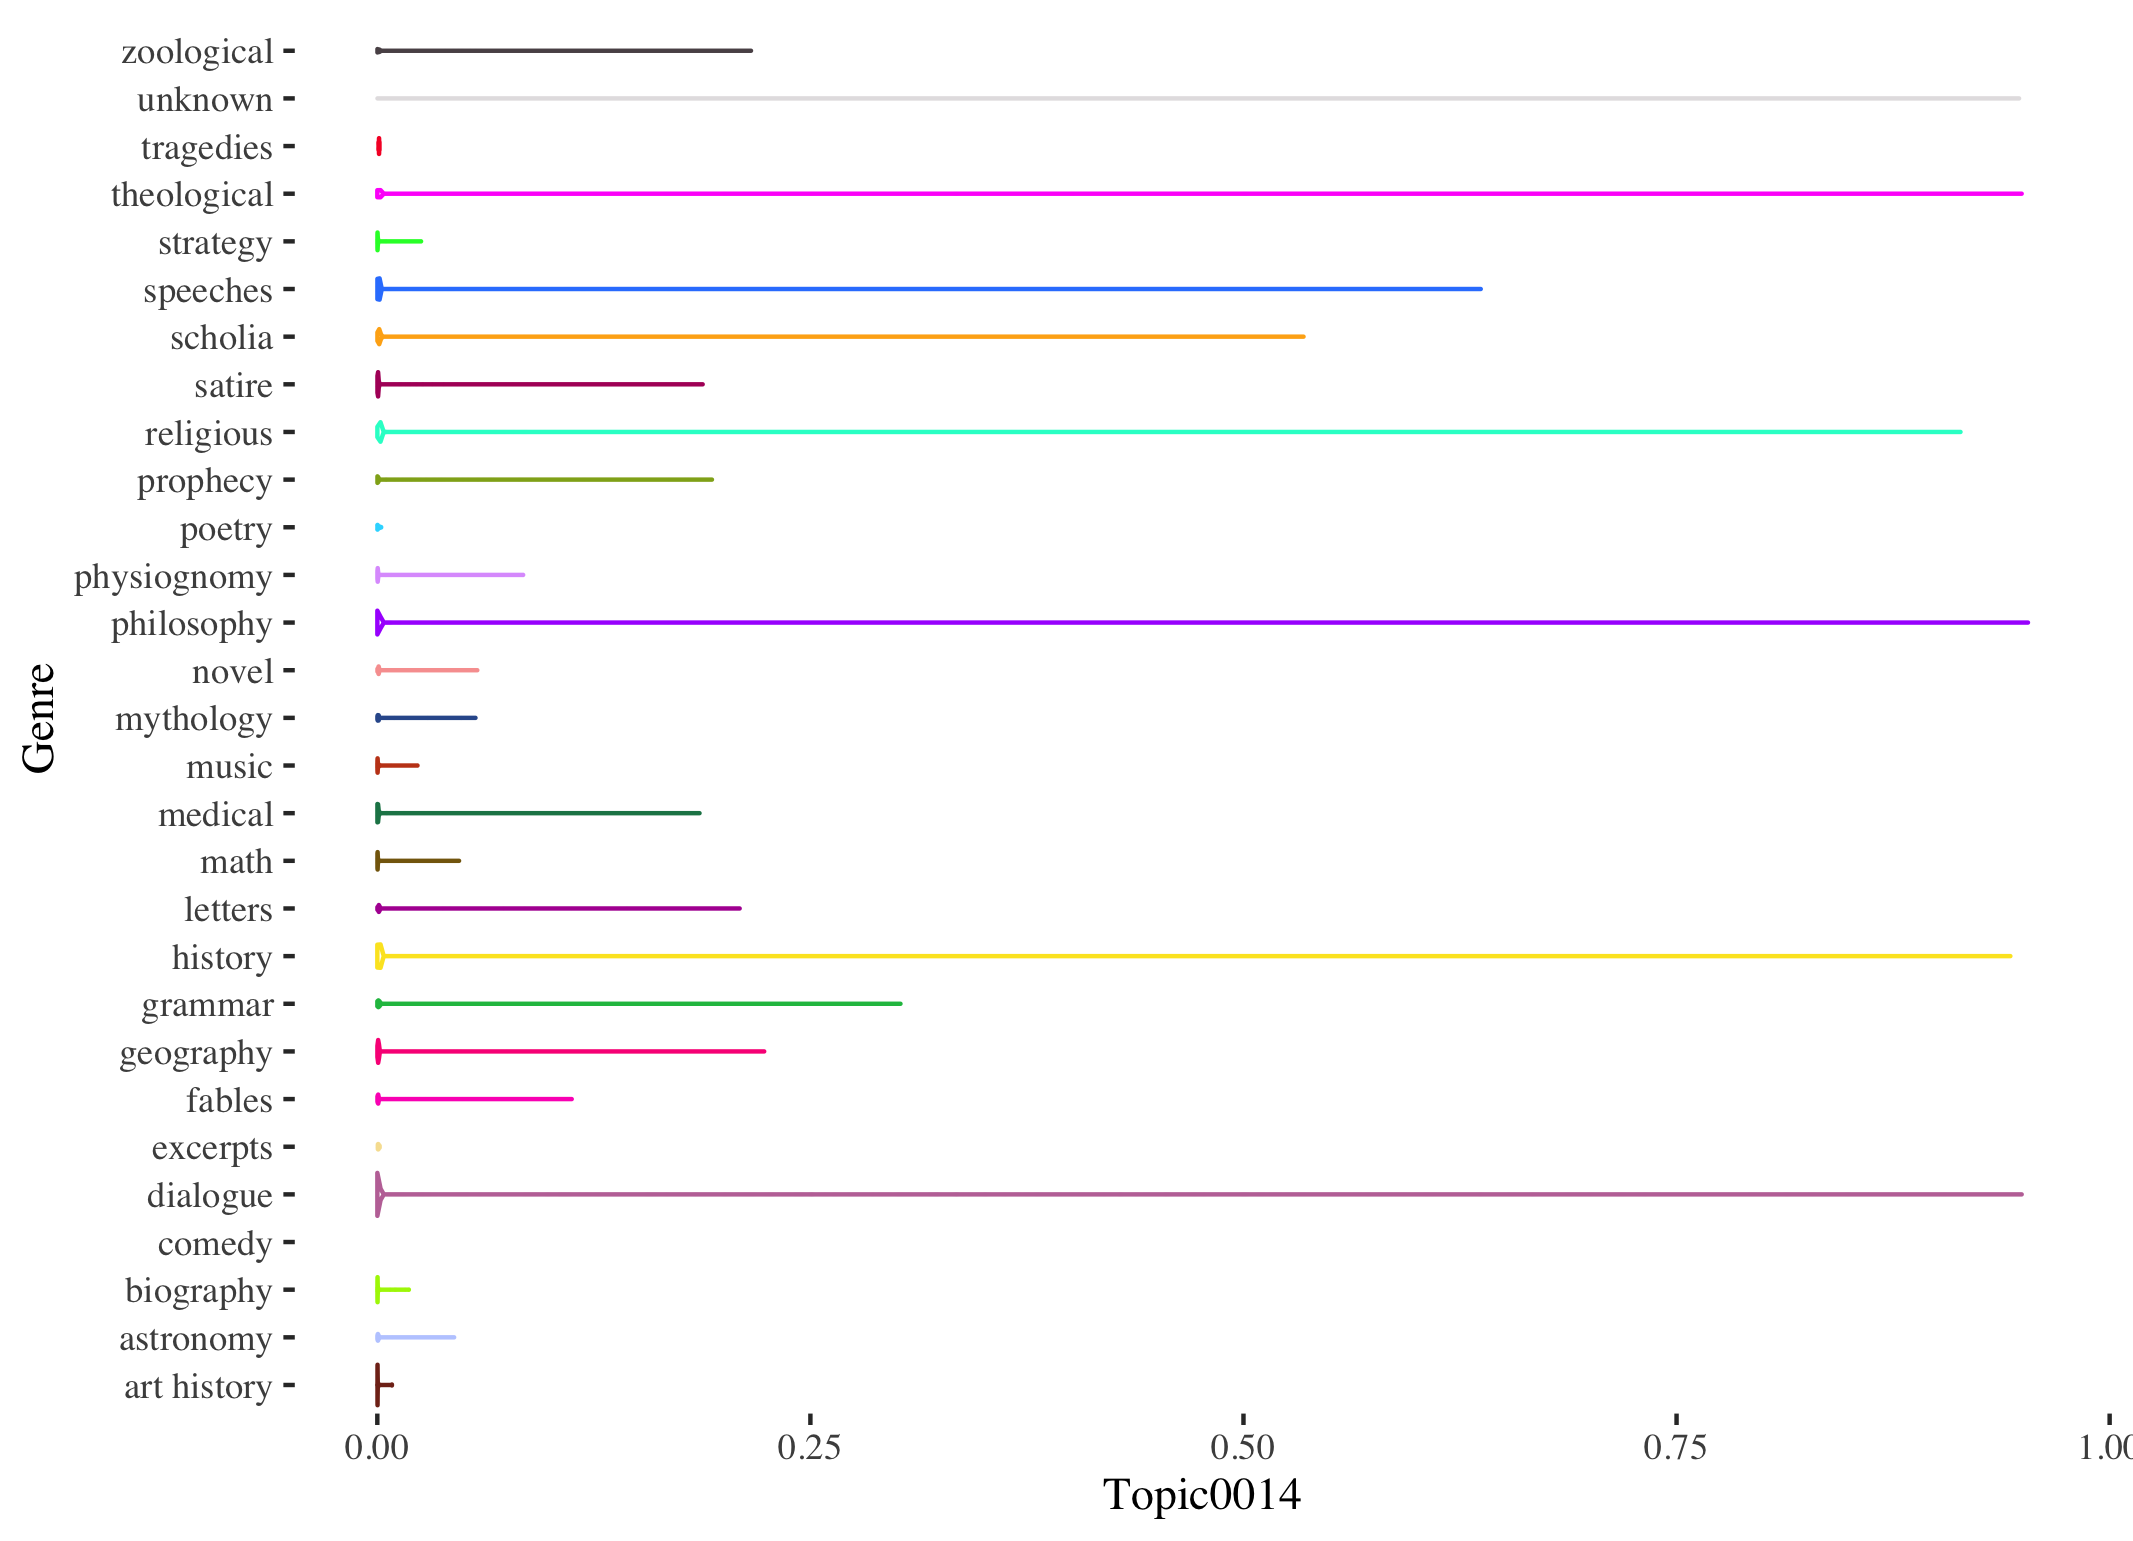 zoological
unknown
tragedies
theological
strategy
speeches
scholia
satire
religious
prophecy
poetry
physiognomy
philosophy
novel
mythology
music
medical
math
letters
history
grammar
geography
fables
excerpts
dialogue
comedy
biography
astronomy
art history
Genre
0.00 0.25 0.50 0.75 1.00
Topic0014